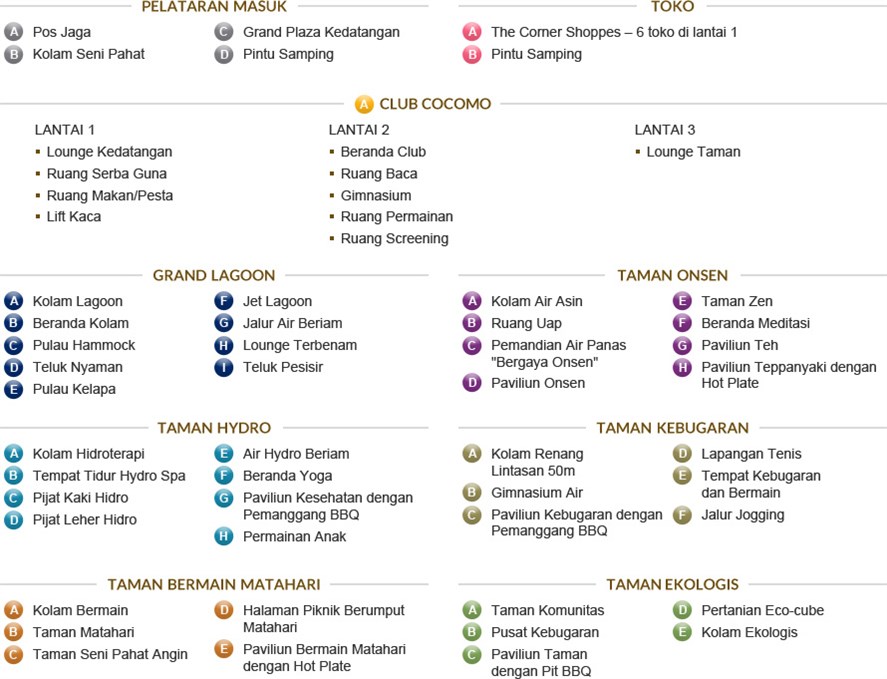 PELATARAN MASUK
A Pos Jaga
B Kolam Seni Pahat
C Grand Plaza Kedatangan
D Pintu Samping
TOKO
A The Corner Shoppes – 6 toko di lantai 1
B Pintu Samping
A CLUB COCOMO
LANTAI 1
▪ Lounge Kedatangan
▪ Ruang Serba Guna
▪ Ruang Makan/Pesta
▪ Lift Kaca
LANTAI 2
▪ Beranda Club
▪ Ruang Baca
▪ Gimnasium
▪ Ruang Permainan
▪ Ruang Screening
LANTAI 3
▪ Lounge Taman
GRAND LAGOON
A Kolam Lagoon
B Beranda Kolam
C Pulau Hammock
D Teluk Nyaman
E Pulau Kelapa
F Jet Lagoon
G Jalur Air Beriam
H Lounge Terbenam
I Teluk Pesisir
TAMAN ONSEN
A Kolam Air Asin
B Ruang Uap
C Pemandian Air Panas
"Bergaya Onsen"
D Paviliun Onsen
E Taman Zen
F Beranda Meditasi
G Paviliun Teh
H Paviliun Teppanyaki dengan
Hot Plate
TAMAN HYDRO
A Kolam Hidroterapi
B Tempat Tidur Hydro Spa
C Pijat Kaki Hidro
D Pijat Leher Hidro
E Air Hydro Beriam
F Beranda Yoga
G Paviliun Kesehatan dengan
Pemanggang BBQ
H Permainan Anak
TAMAN KEBUGARAN
A Kolam Renang
Lintasan 50m
B Gimnasium Air
C Paviliun Kebugaran dengan
Pemanggang BBQ
D Lapangan Tenis
E Tempat Kebugaran
dan Bermain
F Jalur Jogging
TAMAN BERMAIN MATAHARI
A Kolam Bermain
B Taman Matahari
C Taman Seni Pahat Angin
D Halaman Piknik Berumput
Matahari
E Paviliun Bermain Matahari
dengan Hot Plate
TAMAN EKOLOGIS
A Taman Komunitas
B Pusat Kebugaran
C Paviliun Taman
dengan Pit BBQ
D Pertanian Eco-cube
E Kolam Ekologis